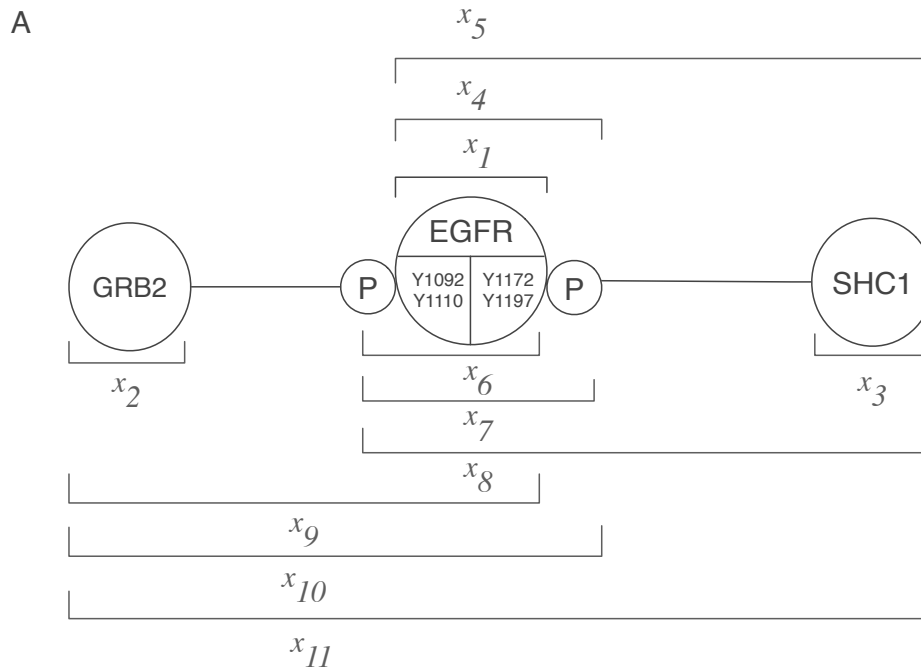 A
x5
x4
x1
EGFR
Y1092
Y1110
Y1172
Y1197
P
P
GRB2
SHC1
x2
x6
x3
x7
x8
x9
x10
x11